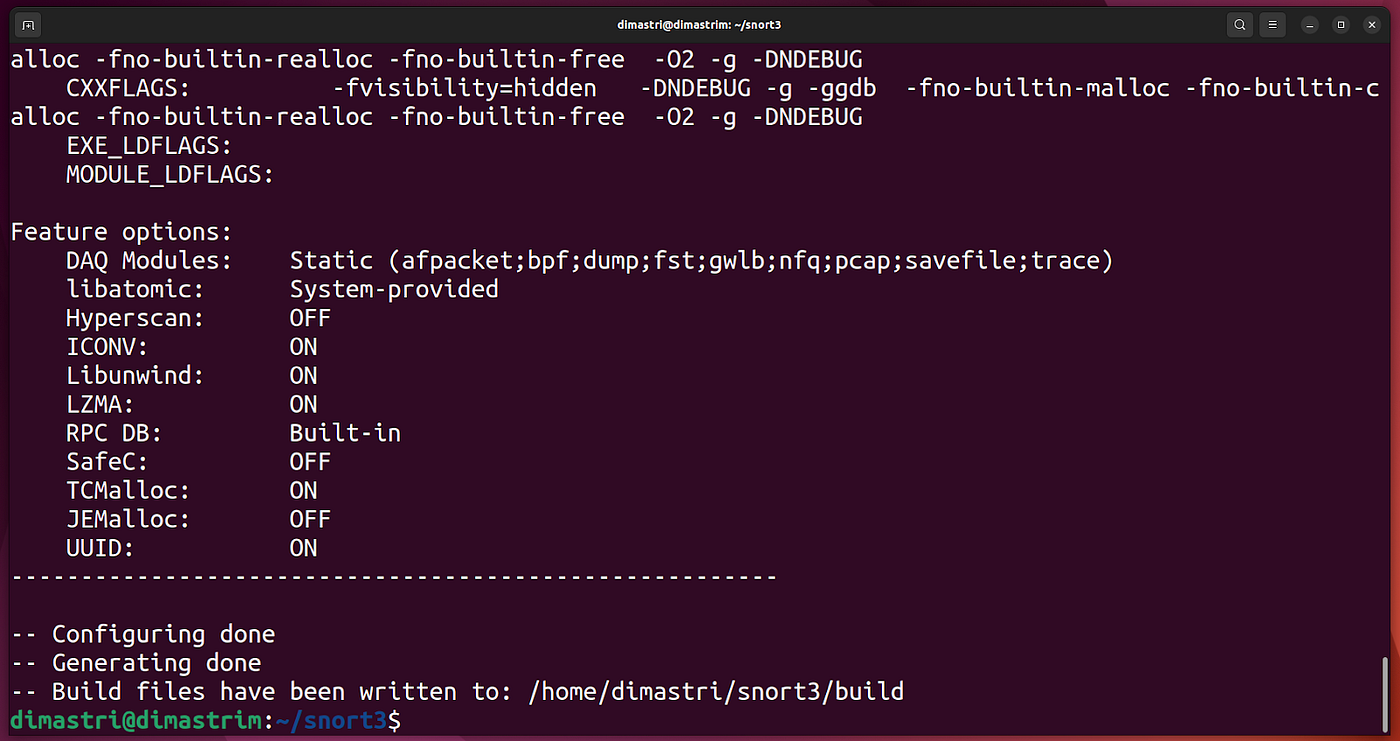 dimastri@dimastrim: ~/snort3
alloc -fno-builtin-realloc -fno-builtin-free  -O2 -g -DNDEBUG
    CXXFLAGS:          -fvisibility=hidden   -DNDEBUG -g -ggdb  -fno-builtin-malloc -fno-builtin-c
alloc -fno-builtin-realloc -fno-builtin-free  -O2 -g -DNDEBUG
    EXE_LDFLAGS:
    MODULE_LDFLAGS:
Feature options:
    DAQ Modules:    Static (afpacket;bpf;dump;fst;gwlb;nfq;pcap;savefile;trace)
    libatomic:      System-provided
    Hyperscan:      OFF
    ICONV:          ON
    Libunwind:      ON
    LZMA:           ON
    RPC DB:         Built-in
    SafeC:          OFF
    TCMalloc:       ON
    JEMalloc:       OFF
    UUID:           ON
-------------------------------------------------------
-- Configuring done
-- Generating done
-- Build files have been written to: /home/dimastri/snort3/build
dimastri@dimastrim:~/snort3$